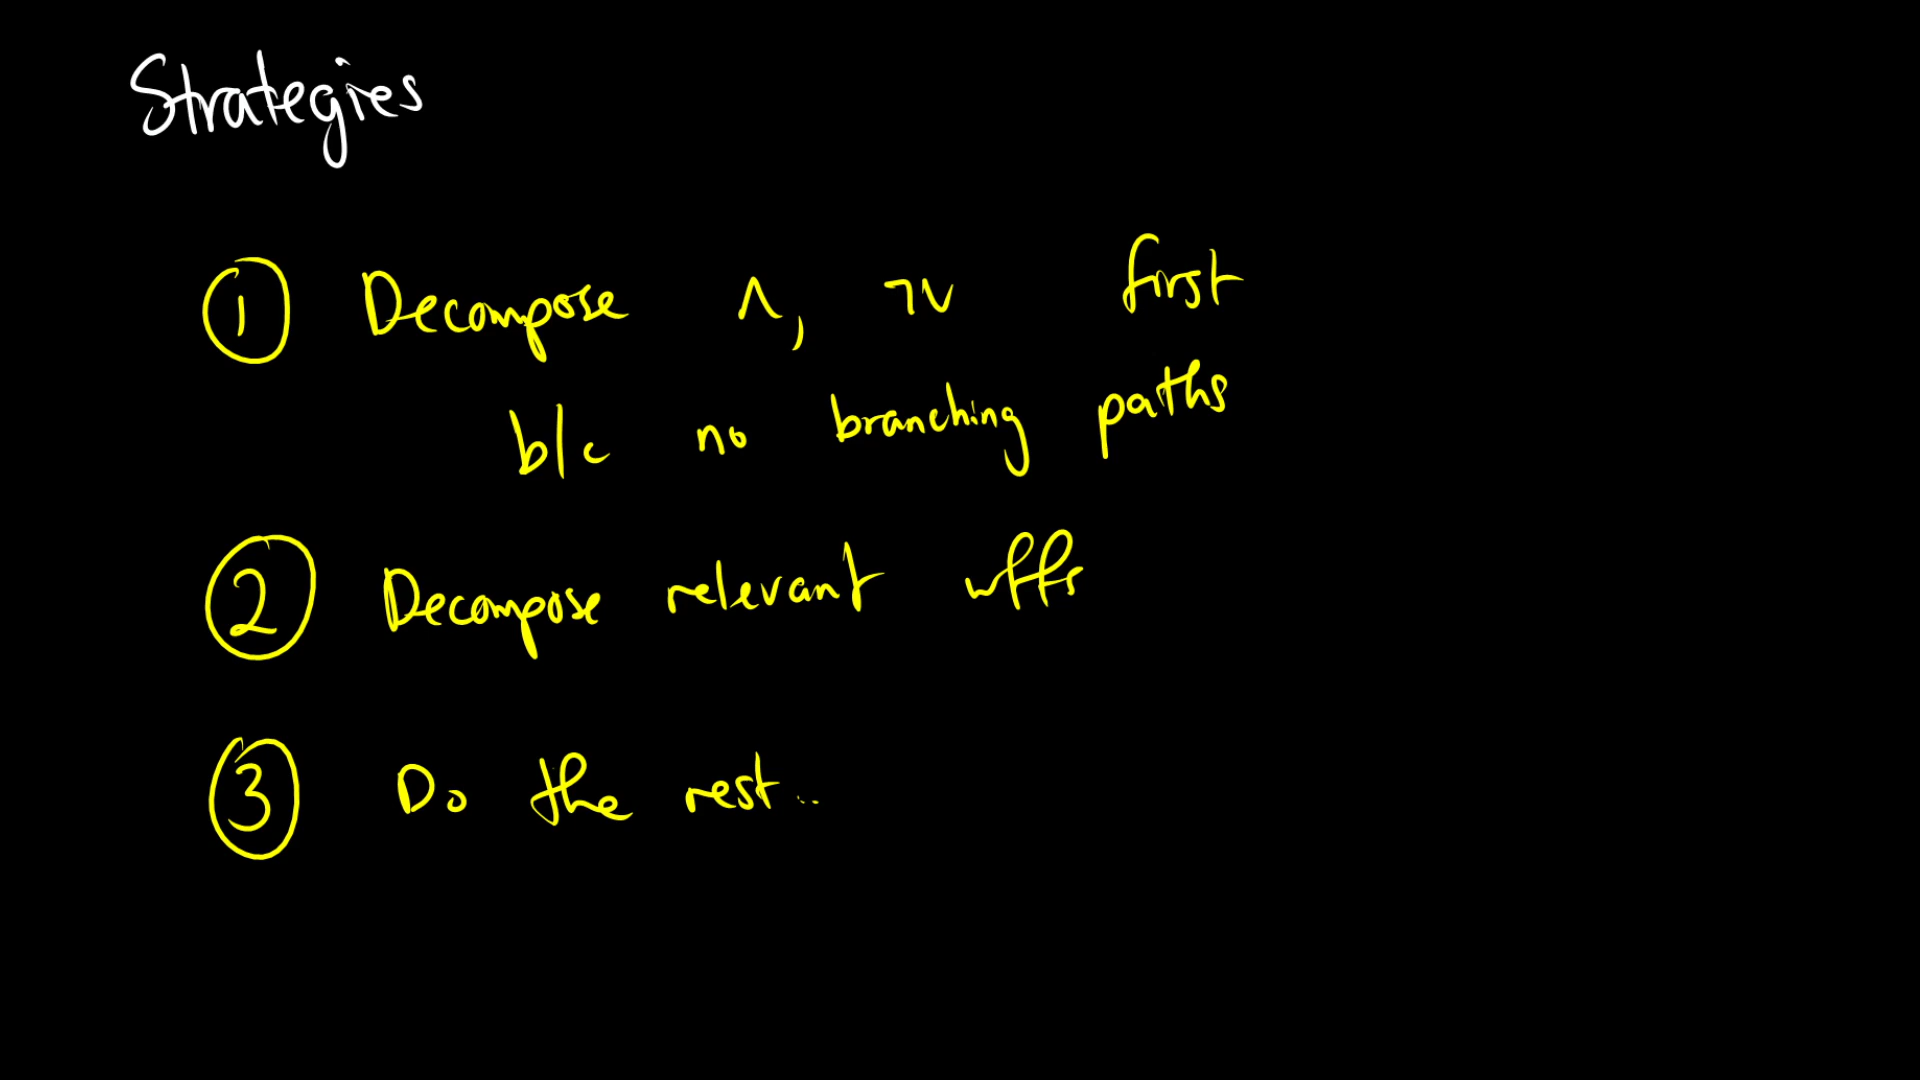 Strategies
① Decompose ∧, ¬∨ first
b/c no branching paths
② Decompose relevant wffs
③ Do the rest...